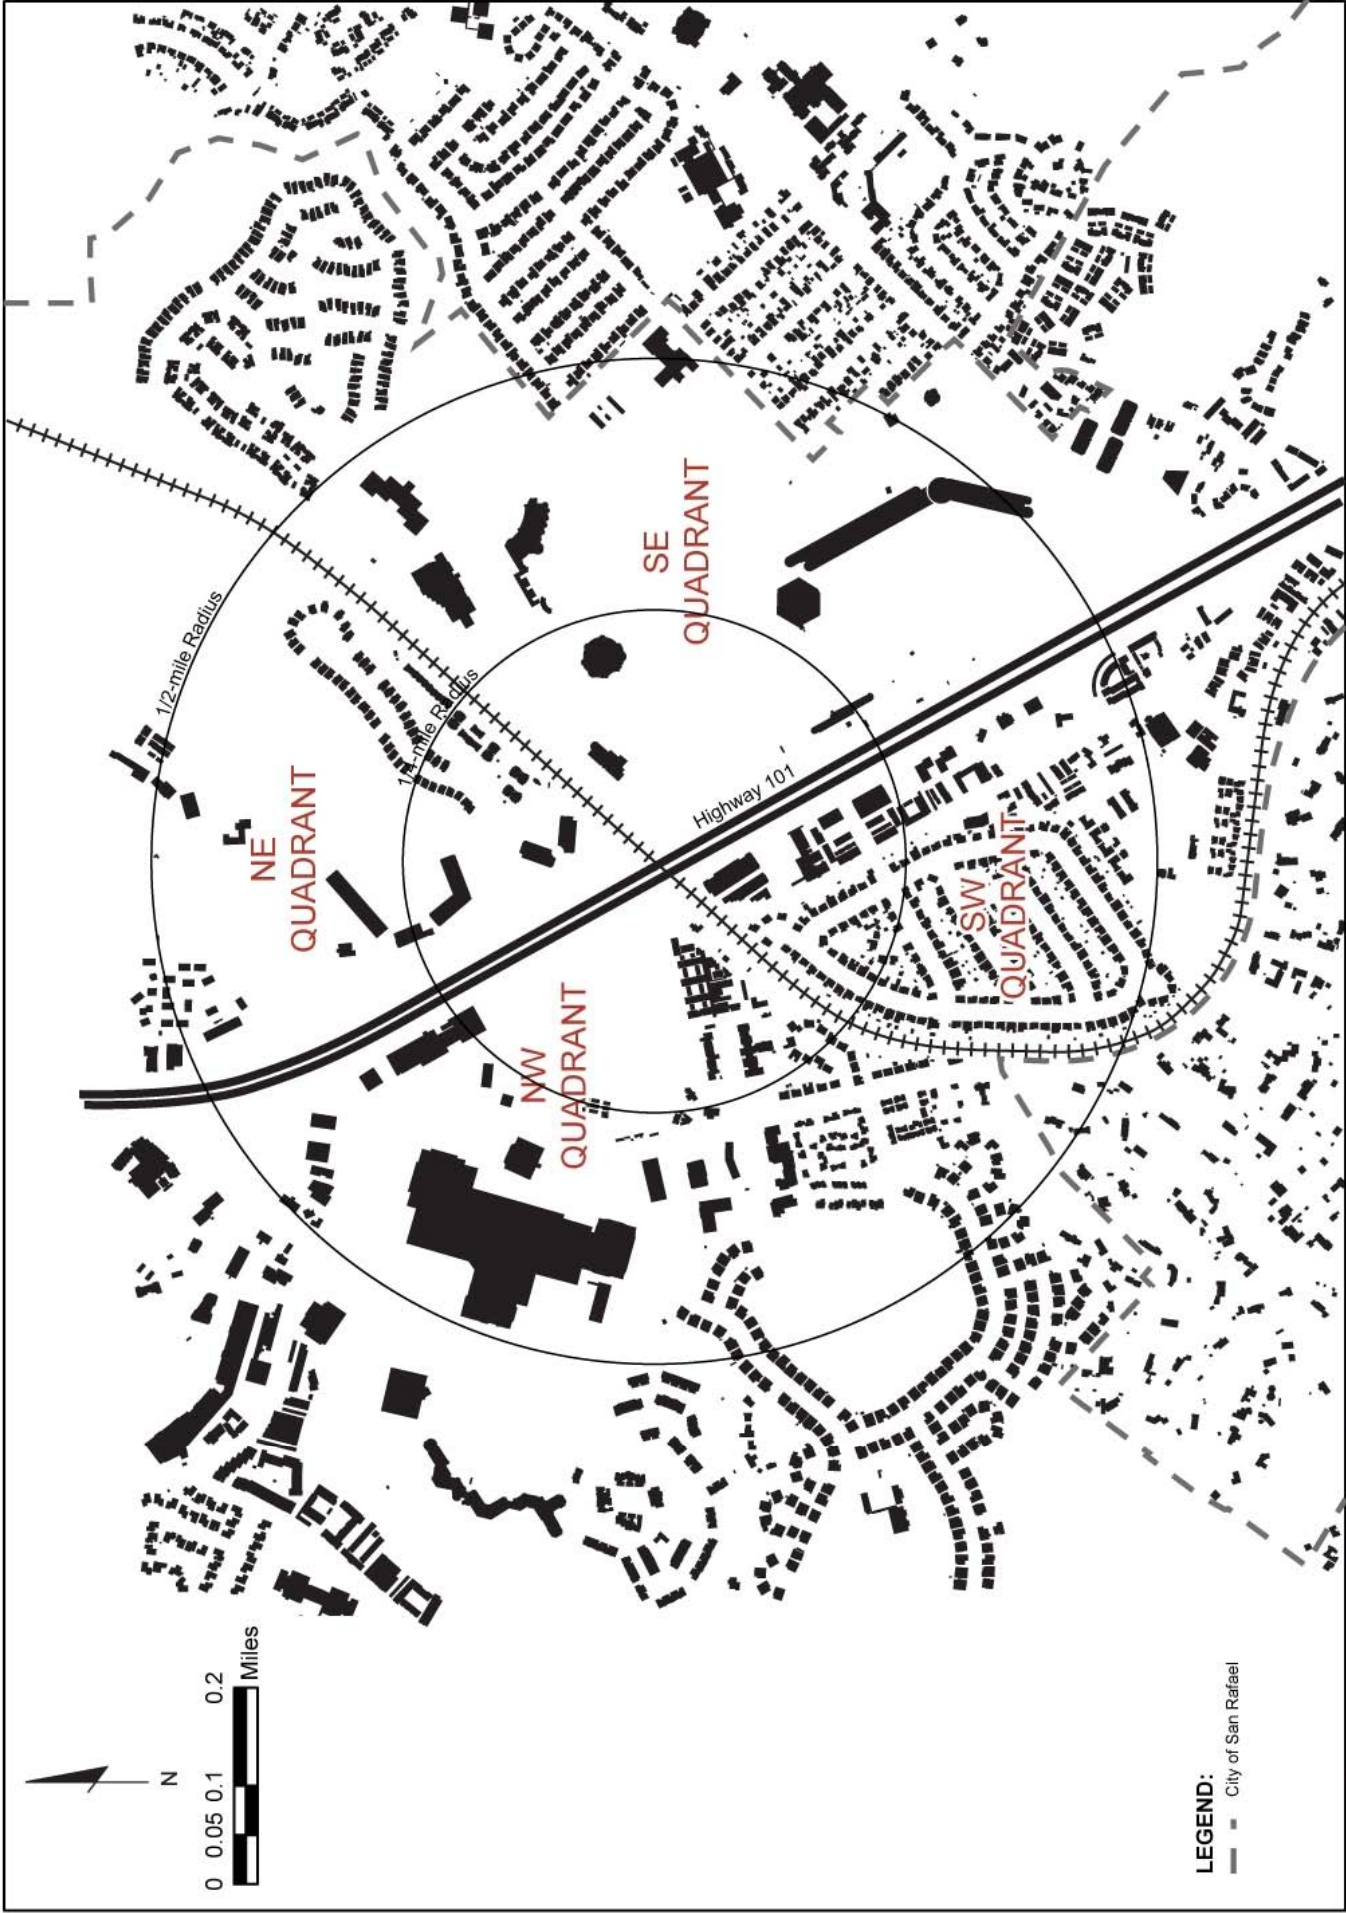 N
0 0.05 0.1 0.2
Miles
LEGEND:
City of San Rafael
1/2-mile Radius
1/4-mile Radius
NE
QUADRANT
NW
QUADRANT
SE
QUADRANT
SW
QUADRANT
Highway 101